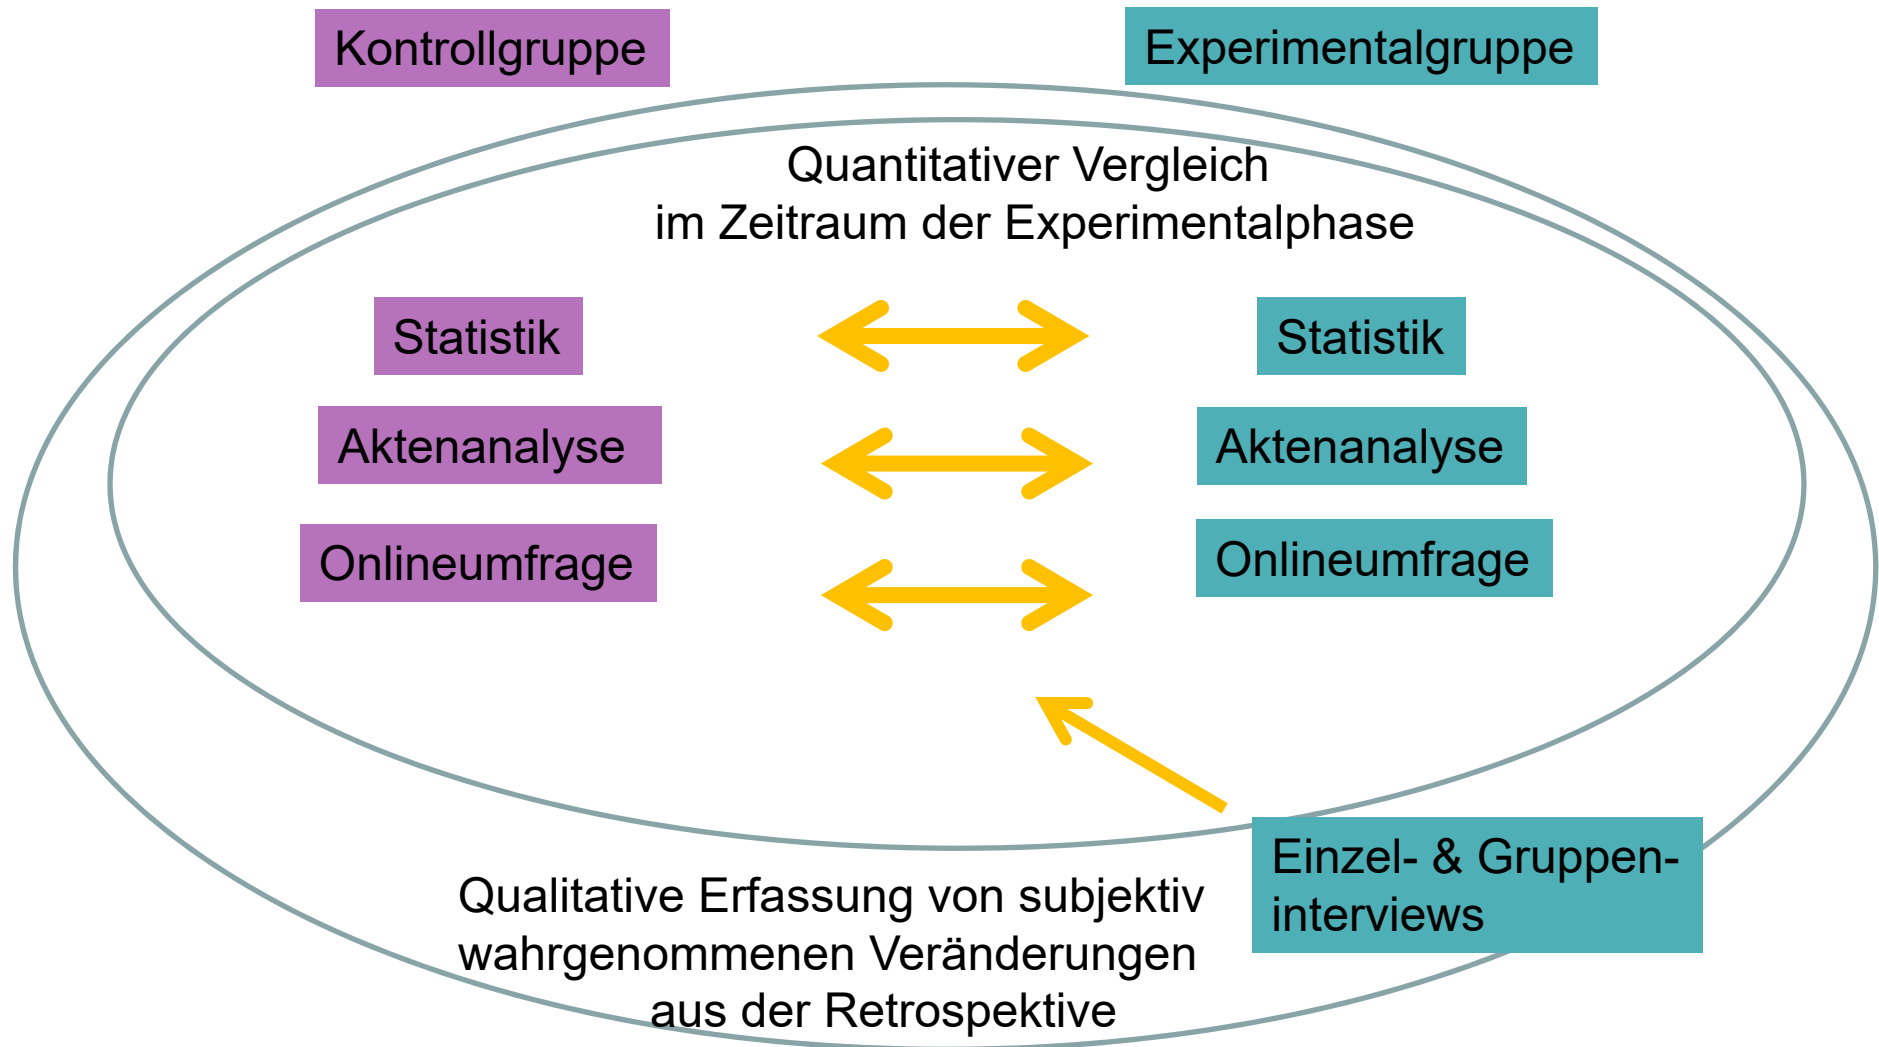 Kontrollgruppe
Experimentalgruppe
Quantitativer Vergleich
im Zeitraum der Experimentalphase
Statistik
Statistik
Aktenanalyse
Aktenanalyse
Onlineumfrage
Onlineumfrage
Einzel- & Gruppen-
interviews
Qualitative Erfassung von subjektiv
wahrgenommenen Veränderungen
aus der Retrospektive